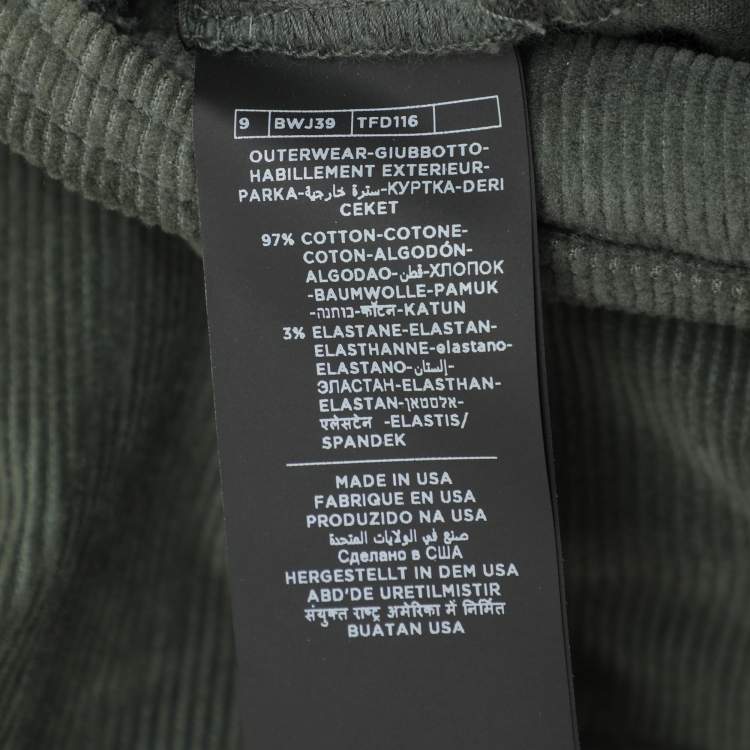 9 BWJ39 TFD116
OUTERWEAR-GIUBBOTTO-
HABILLEMENT EXTERIEUR-
PARKA-سترة خارجية-КУРТКА-DERI
CEKET
97% COTTON-COTONE-
COTON-ALGODÓN-
ALGODAO-قطن-ХЛОПОК
-BAUMWOLLE-PAMUK
-כותנה-कॉटन-KATUN
3% ELASTANE-ELASTAN-
ELASTHANNE-elastano-
ELASTANO-إلستان-
ЭЛАСТАН-ELASTHAN-
ELASTAN-אלסטאן-
एलेस्टेन -ELASTIS/
SPANDEK
MADE IN USA
FABRIQUE EN USA
PRODUZIDO NA USA
صنع في الولايات المتحدة
Сделано в США
HERGESTELLT IN DEM USA
ABD'DE URETILMISTIR
संयुक्त राष्ट्र अमेरिका में निर्मित
BUATAN USA